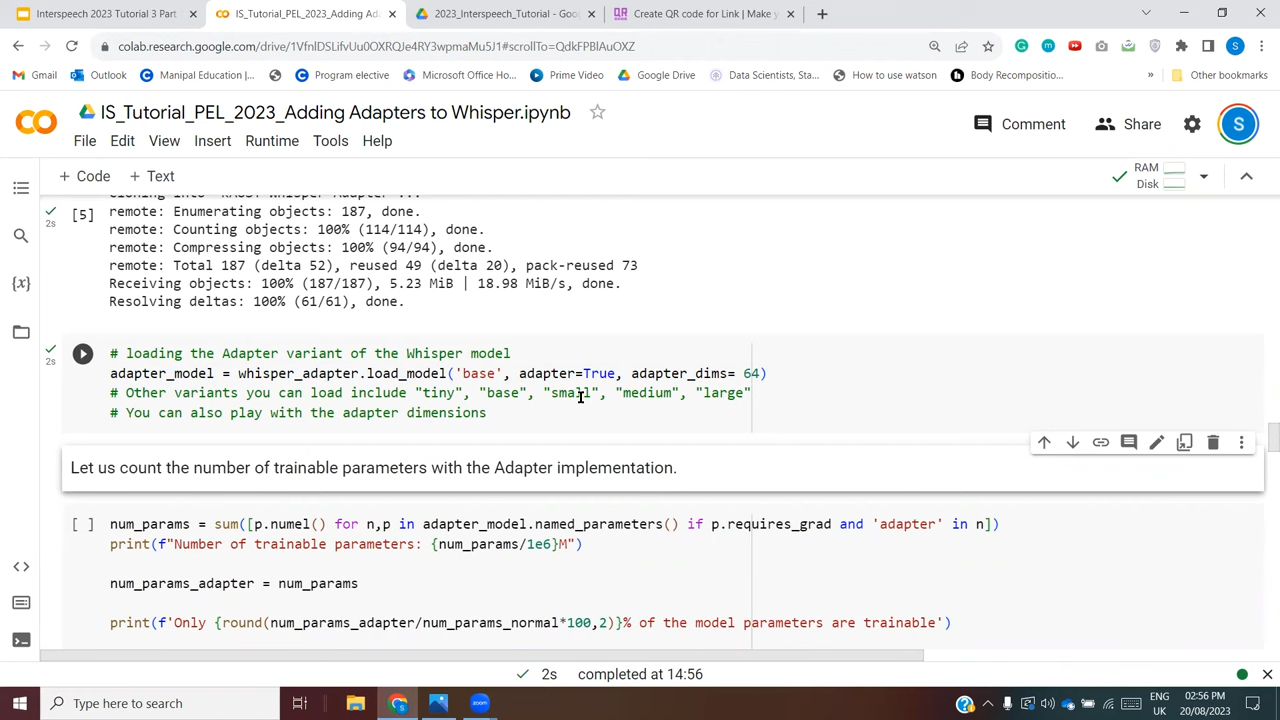 Interspeech 2023 Tutorial 3 Part
IS_Tutorial_PEL_2023_Adding Ada
2023_Interspeech_Tutorial - Goo
Create QR code for Link | Make y
Gmail
Outlook
Manipal Education |
Program elective
Microsoft Office Ho...
Prime Video
Google Drive
Data Scientists, Sta...
How to use watson
Body Recompositio...
»
Other bookmarks
CO
IS_Tutorial_PEL_2023_Adding Adapters to Whisper.ipynb
File Edit View Insert Runtime Tools Help
Comment
Share
S
+ Code + Text
RAM
Disk
[5]
2s
remote: Enumerating objects: 187, done.
remote: Counting objects: 100% (114/114), done.
remote: Compressing objects: 100% (94/94), done.
remote: Total 187 (delta 52), reused 49 (delta 20), pack-reused 73
Receiving objects: 100% (187/187), 5.23 MiB | 18.98 MiB/s, done.
Resolving deltas: 100% (61/61), done.
2s
# loading the Adapter variant of the Whisper model
adapter_model = whisper_adapter.load_model('base', adapter=True, adapter_dims= 64)
# Other variants you can load include "tiny", "base", "small", "medium", "large"
# You can also play with the adapter dimensions
Let us count the number of trainable parameters with the Adapter implementation.
[ ] num_params = sum([p.numel() for n,p in adapter_model.named_parameters() if p.requires_grad and 'adapter' in n])
print(f"Number of trainable parameters: {num_params/1e6}M")
num_params_adapter = num_params
print(f'Only {round(num_params_adapter/num_params_normal*100,2)}% of the model parameters are trainable')
2s completed at 14:56
Type here to search
ENG
UK
02:56 PM
20/08/2023